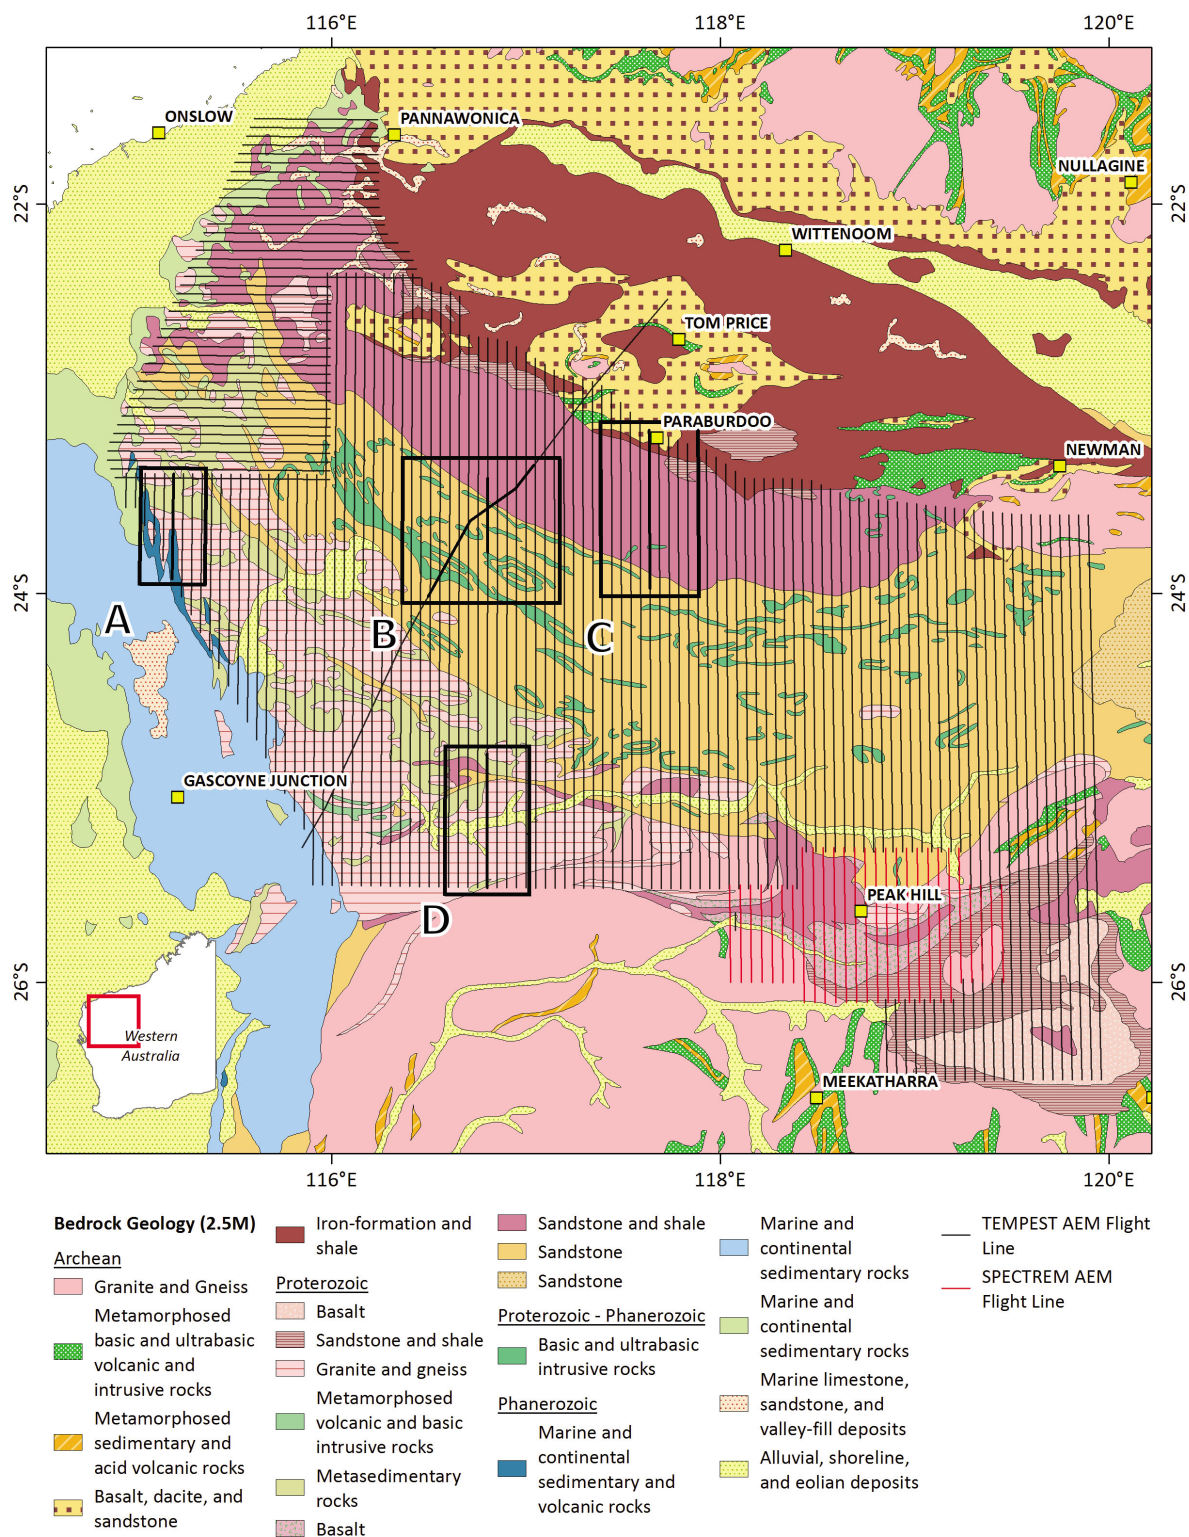 116°E
118°E
120°E
ONSLOW
PANNAWONICA
NULLAGINE
22°S
22°S
WITTENOOM
TOM PRICE
PARABURDOO
NEWMAN
24°S
24°S
A
B
C
GASCOYNE JUNCTION
PEAK HILL
D
26°S
26°S
Western
Australia
MEEKATHARRA
116°E
118°E
120°E
Bedrock Geology (2.5M)
Archean
Granite and Gneiss
Metamorphosed
basic and ultrabasic
volcanic and
intrusive rocks
Metamorphosed
sedimentary and
acid volcanic rocks
Basalt, dacite, and
sandstone
Iron-formation and
shale
Proterozoic
Basalt
Sandstone and shale
Granite and gneiss
Metamorphosed
volcanic and basic
intrusive rocks
Metasedimentary
rocks
Basalt
Sandstone and shale
Sandstone
Sandstone
Proterozoic - Phanerozoic
Basic and ultrabasic
intrusive rocks
Phanerozoic
Marine and
continental
sedimentary and
volcanic rocks
Marine and
continental
sedimentary rocks
Marine and
continental
sedimentary rocks
Marine limestone,
sandstone, and
valley-fill deposits
Alluvial, shoreline,
and eolian deposits
TEMPEST AEM Flight
Line
SPECTREM AEM
Flight Line